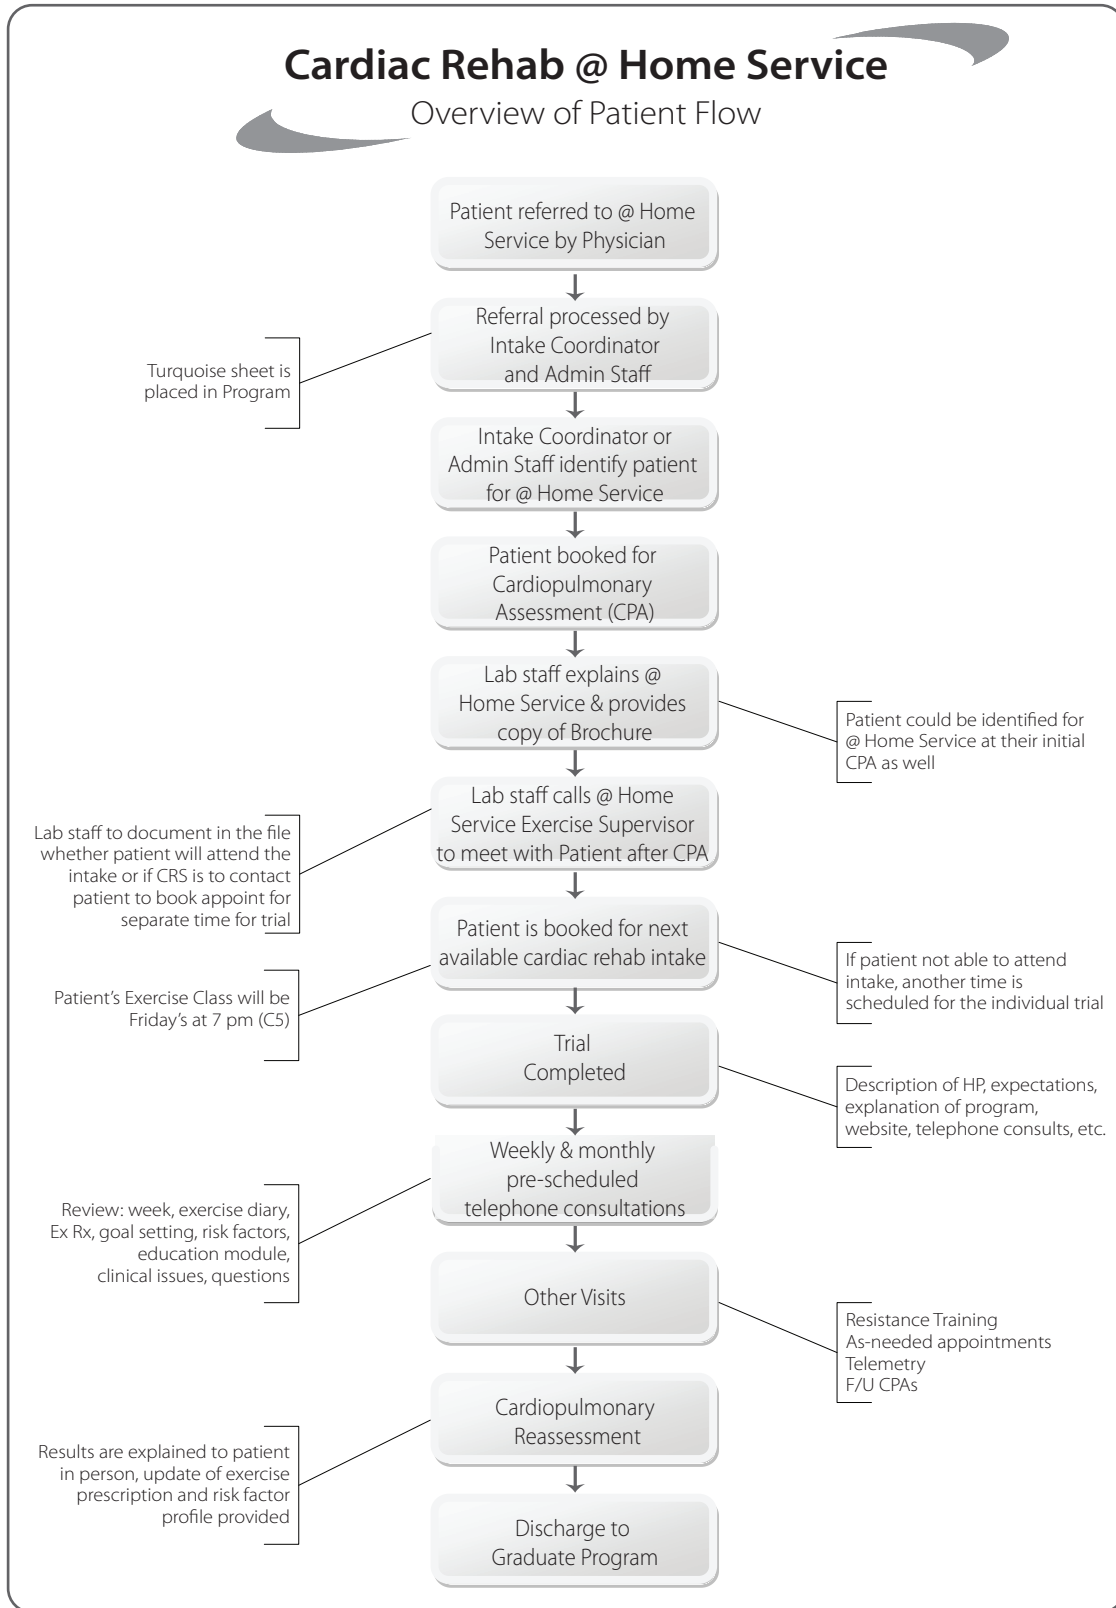 Cardiac Rehab @ Home Service
Overview of Patient Flow
Patient referred to @ Home
Service by Physician
Referral processed by
Intake Coordinator
and Admin Staff
Turquoise sheet is
placed in Program
Intake Coordinator or
Admin Staff identify patient
for @ Home Service
Patient booked for
Cardiopulmonary
Assessment (CPA)
Lab staff explains @
Home Service & provides
copy of Brochure
Patient could be identified for
@ Home Service at their initial
CPA as well
Lab staff calls @ Home
Service Exercise Supervisor
to meet with Patient after CPA
Lab staff to document in the file
whether patient will attend the
intake or if CRS is to contact
patient to book appoint for
separate time for trial
Patient is booked for next
available cardiac rehab intake
If patient not able to attend
intake, another time is
scheduled for the individual trial
Patient's Exercise Class will be
Friday's at 7 pm (C5)
Trial
Completed
Description of HP, expectations,
explanation of program,
website, telephone consults, etc.
Weekly & monthly
pre-scheduled
telephone consultations
Review: week, exercise diary,
Ex Rx, goal setting, risk factors,
education module,
clinical issues, questions
Other Visits
Resistance Training
As-needed appointments
Telemetry
F/U CPAs
Cardiopulmonary
Reassessment
Results are explained to patient
in person, update of exercise
prescription and risk factor
profile provided
Discharge to
Graduate Program